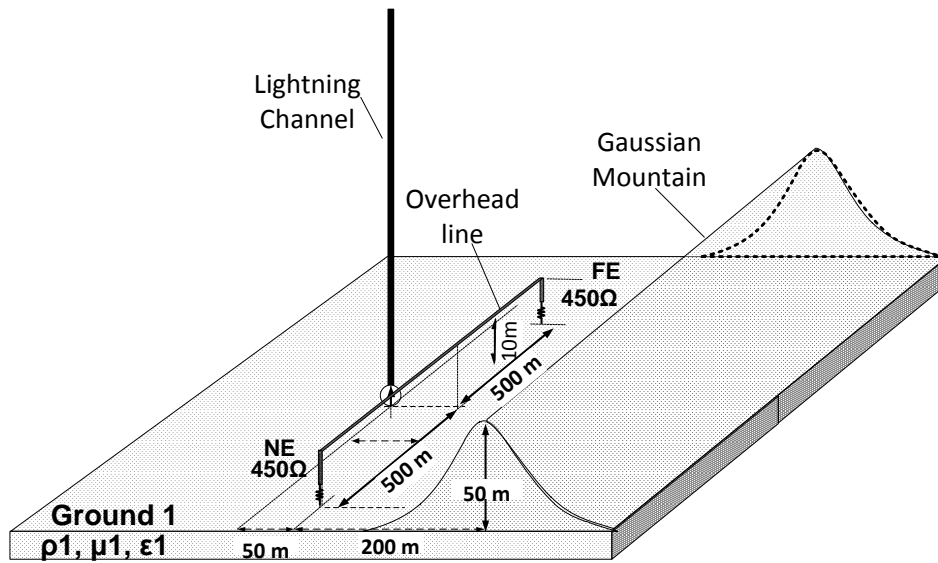 Lightning
Channel
Gaussian
Mountain
Overhead
line
FE
450Ω
10m
500 m
NE
450Ω
500 m
50 m
Ground 1
ρ1, μ1, ε1
50 m
200 m